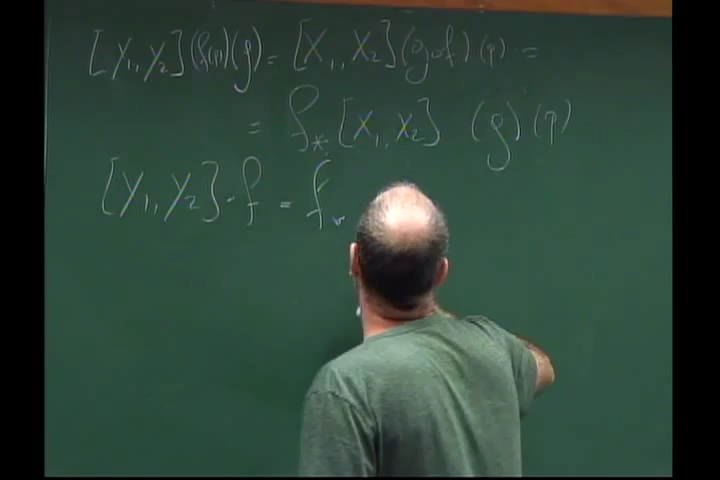 [Y₁, Y₂](f(p))(g) = [X₁, X₂](g∘f)(p) =
= f_*[X₁, X₂](g)(p)
[Y₁, Y₂]∘f = f_*